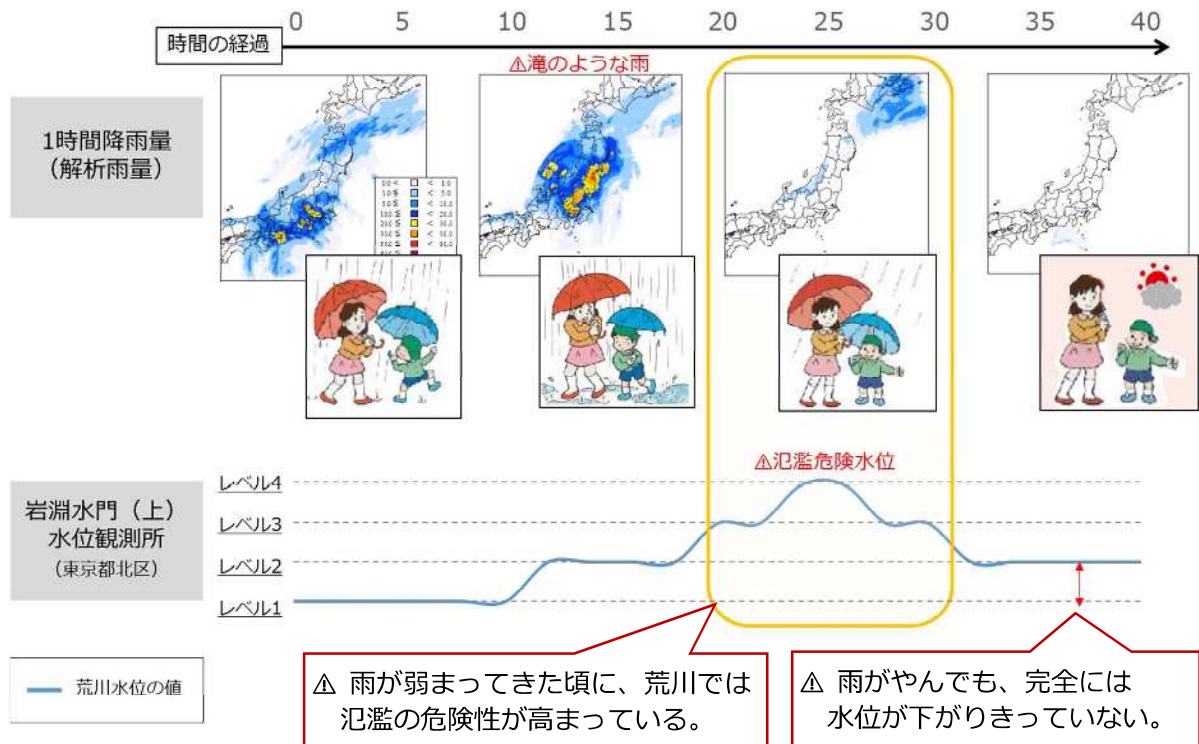 0 5 10 15 20 25 30 35 40
時間の経過
⚠滝のような雨
1時間降雨量
（解析雨量）
⚠氾濫危険水位
レベル4
レベル3
レベル2
レベル1
岩淵水門（上）
水位観測所
（東京都北区）
荒川水位の値
⚠ 雨が弱まってきた頃に、荒川では
氾濫の危険性が高まっている。
⚠ 雨がやんでも、完全には
水位が下がりきっていない。